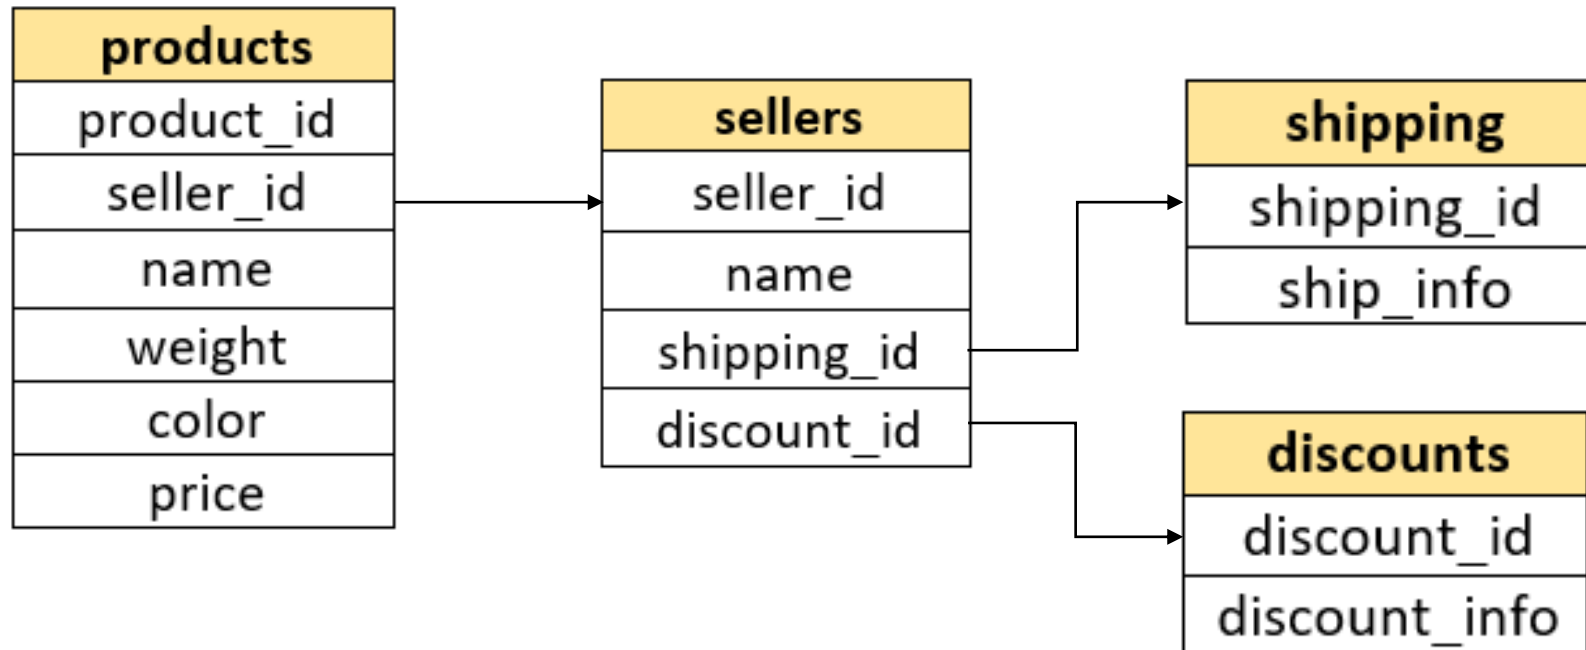 products
product_id
seller_id
name
weight
color
price
sellers
seller_id
name
shipping_id
discount_id
shipping
shipping_id
ship_info
discounts
discount_id
discount_info